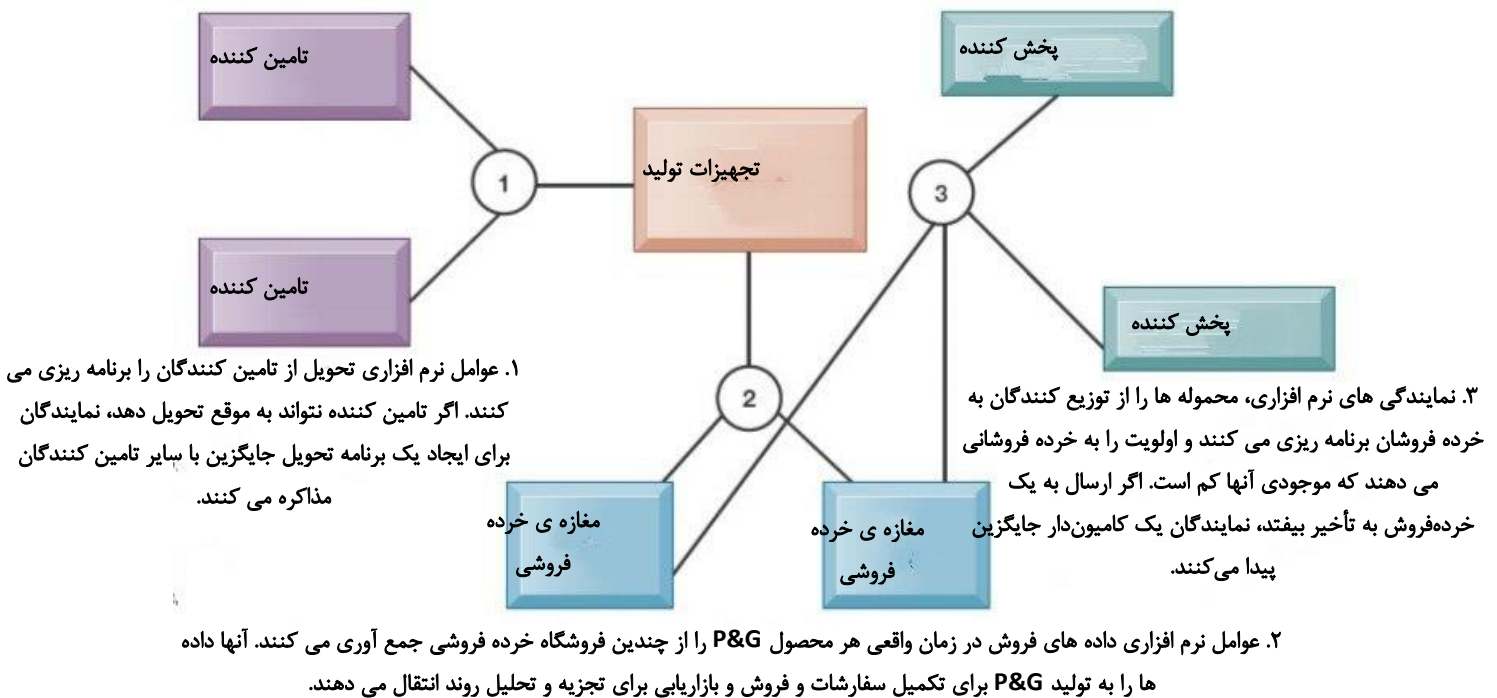 تامین کننده
پخش کننده
تجهیزات تولید
1
3
تامین کننده
پخش کننده
۱. عوامل نرم افزاری تحویل از تامین کنندگان را برنامه ریزی می
کنند. اگر تامین کننده نتواند به موقع تحویل دهد، نمایندگان
برای ایجاد یک برنامه تحویل جایگزین با سایر تامین کنندگان
مذاکره می کنند.
2
۳. نمایندگی های نرم افزاری، محموله ها را از توزیع کنندگان به
خرده فروشان برنامه ریزی می کنند و اولویت را به خرده فروشانی
می دهند که موجودی آنها کم است. اگر ارسال به یک
خرده‌فروش به تأخیر بیفتد، نمایندگان یک کامیون‌دار جایگزین
پیدا می‌کنند.
مغازه ی خرده
فروشی
مغازه ی خرده
فروشی
۲. عوامل نرم افزاری داده های فروش در زمان واقعی هر محصول P&G را از چندین فروشگاه خرده فروشی جمع آوری می کنند. آنها داده
ها را به تولید P&G برای تکمیل سفارشات و فروش و بازاریابی برای تجزیه و تحلیل روند انتقال می دهند.